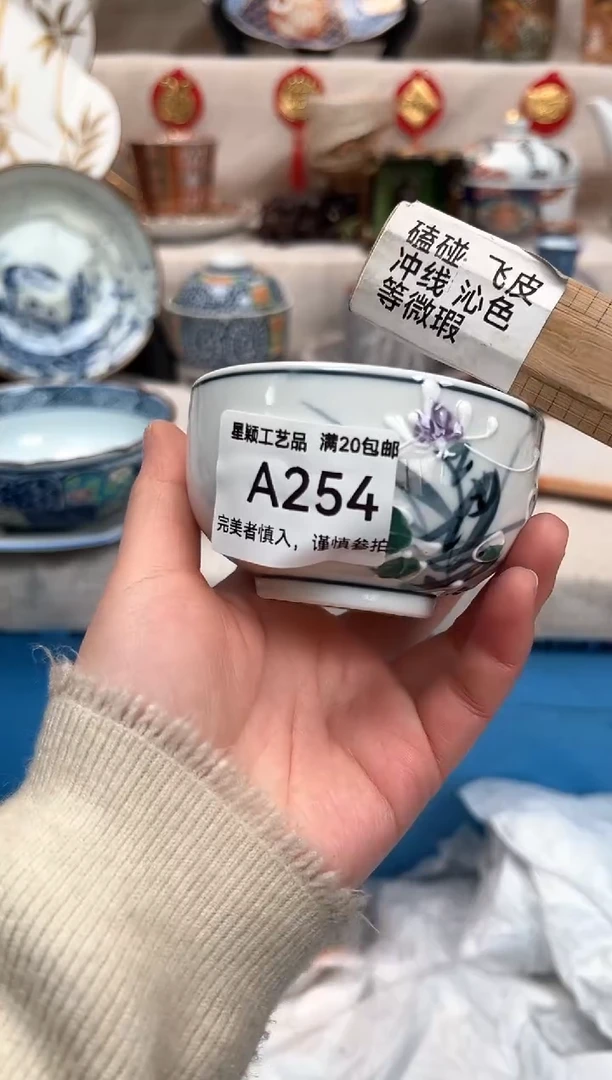 磕碰 飞皮
冲线 沁色
等微瑕
星颖工艺品 满20包邮
A254
完美者慎入，谨慎参拍